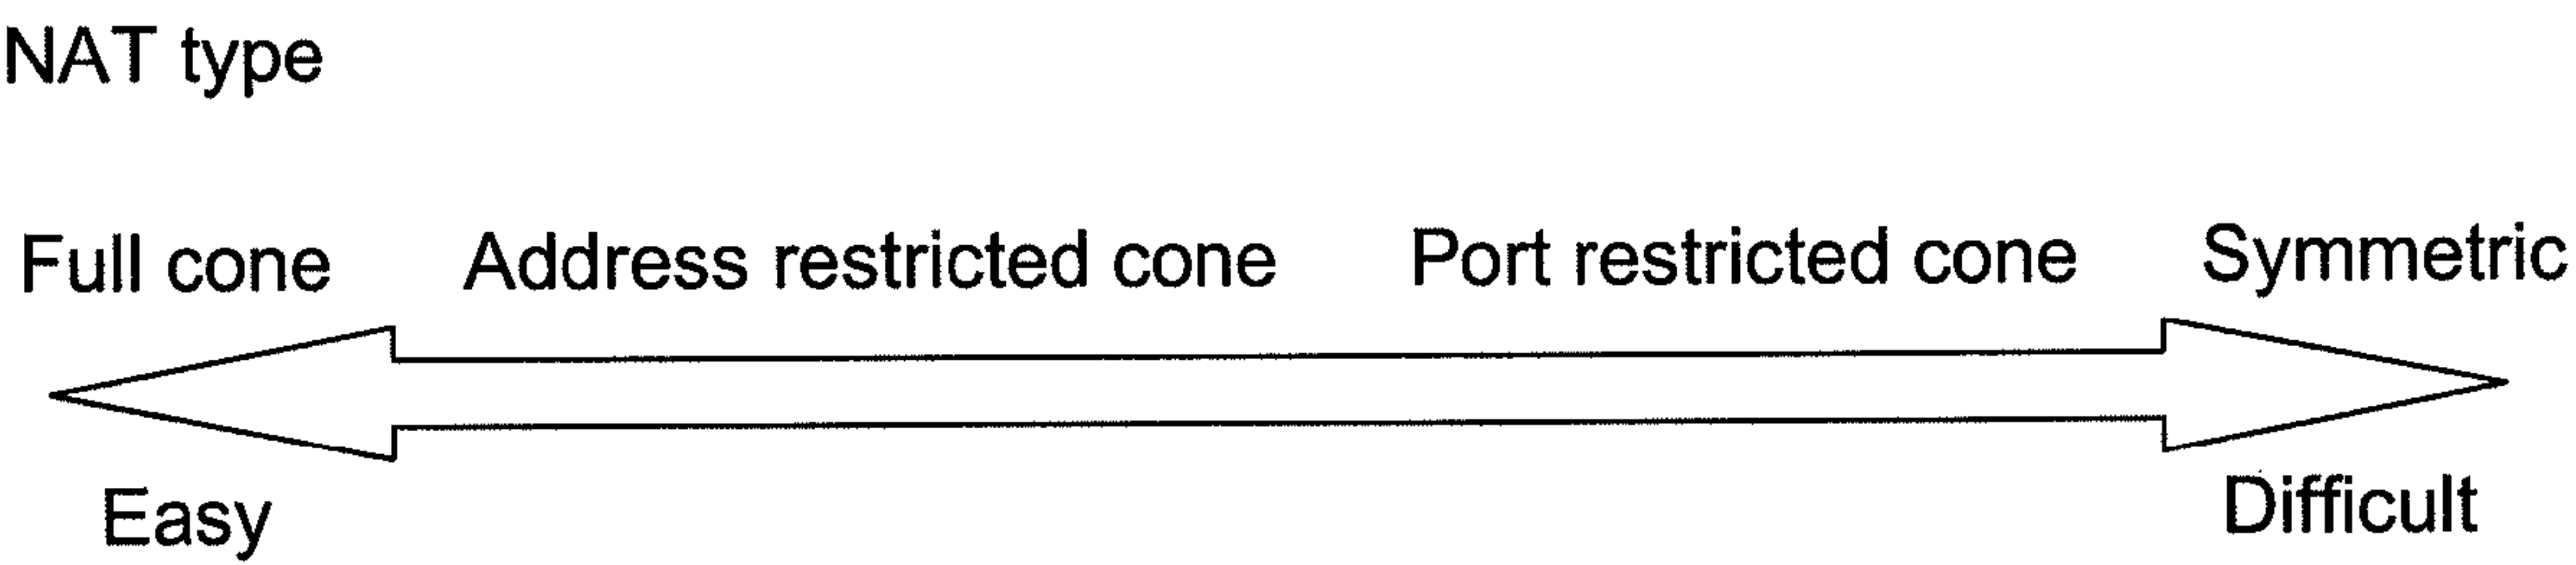 NAT type
Full cone Address restricted cone Port restricted cone Symmetric
Easy Difficult